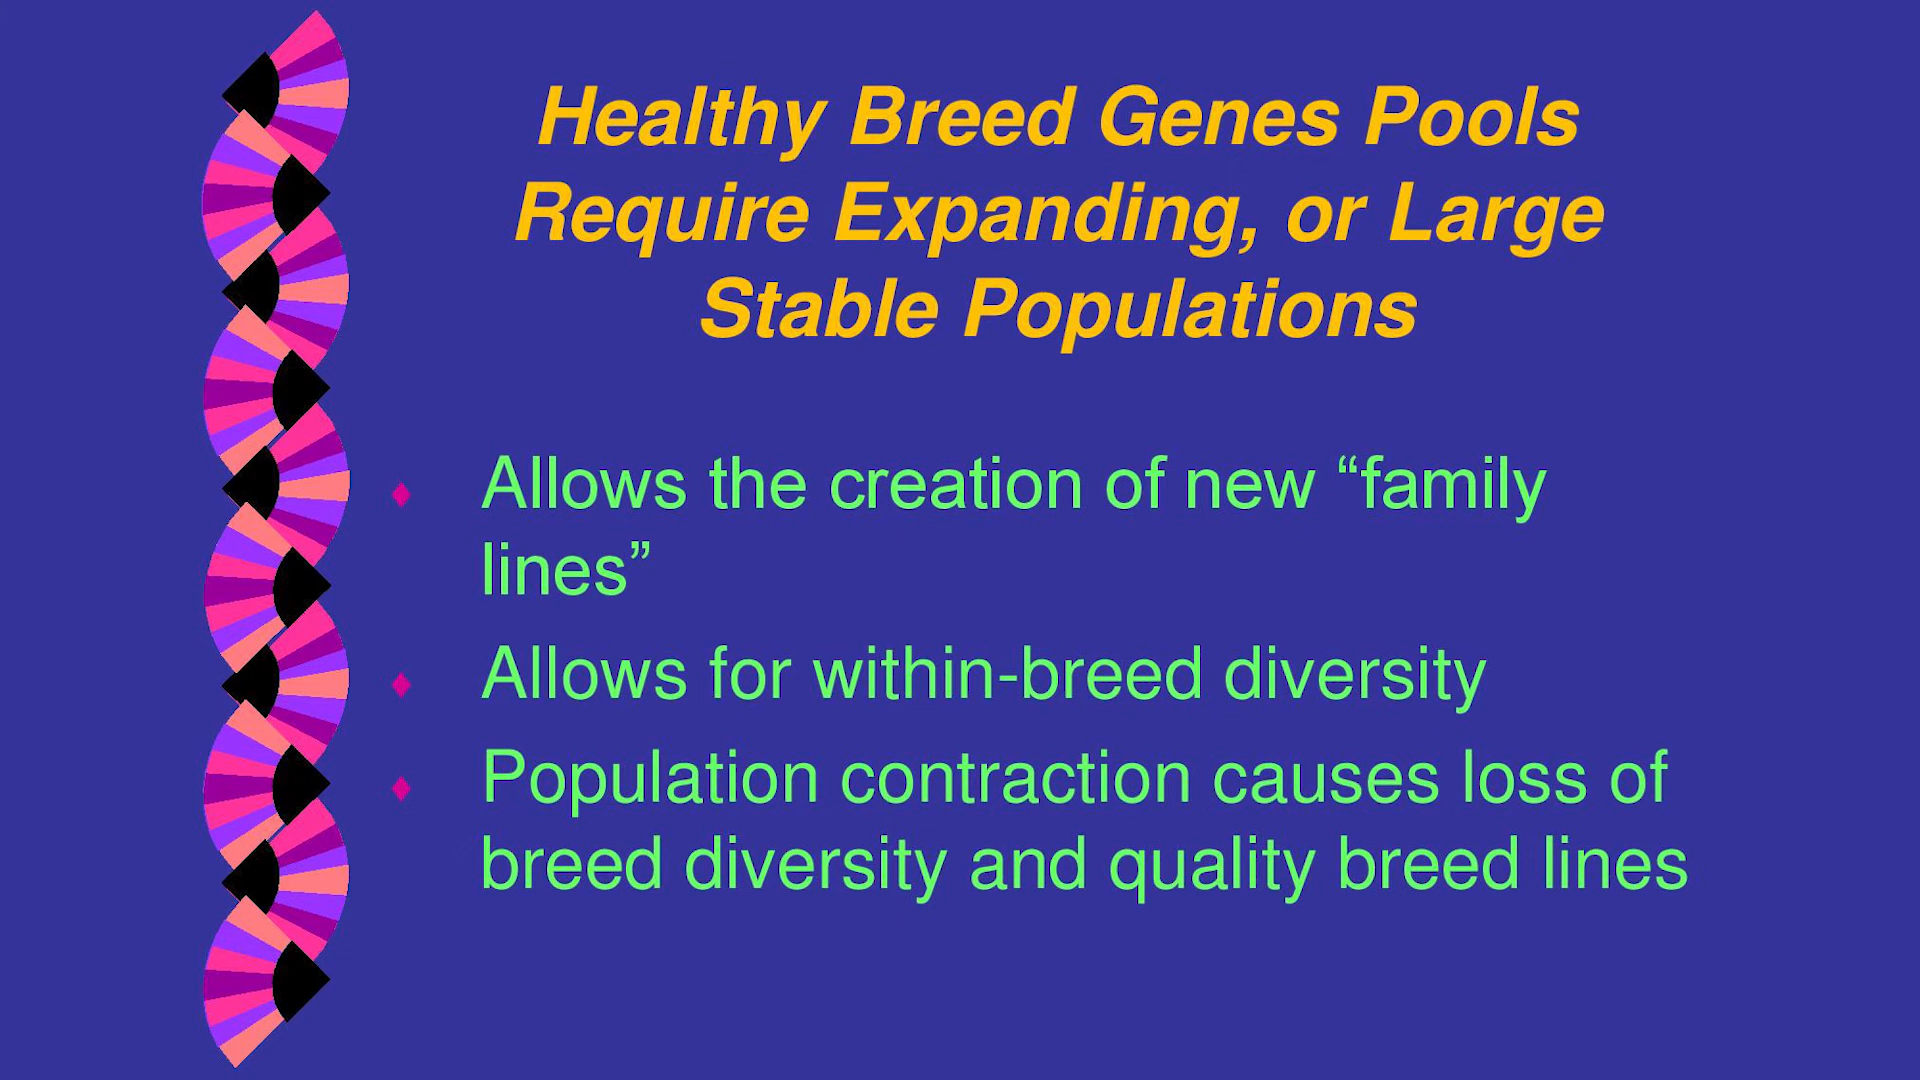 Healthy Breed Genes Pools
Require Expanding, or Large
Stable Populations
Allows the creation of new “family
lines”
Allows for within-breed diversity
Population contraction causes loss of
breed diversity and quality breed lines